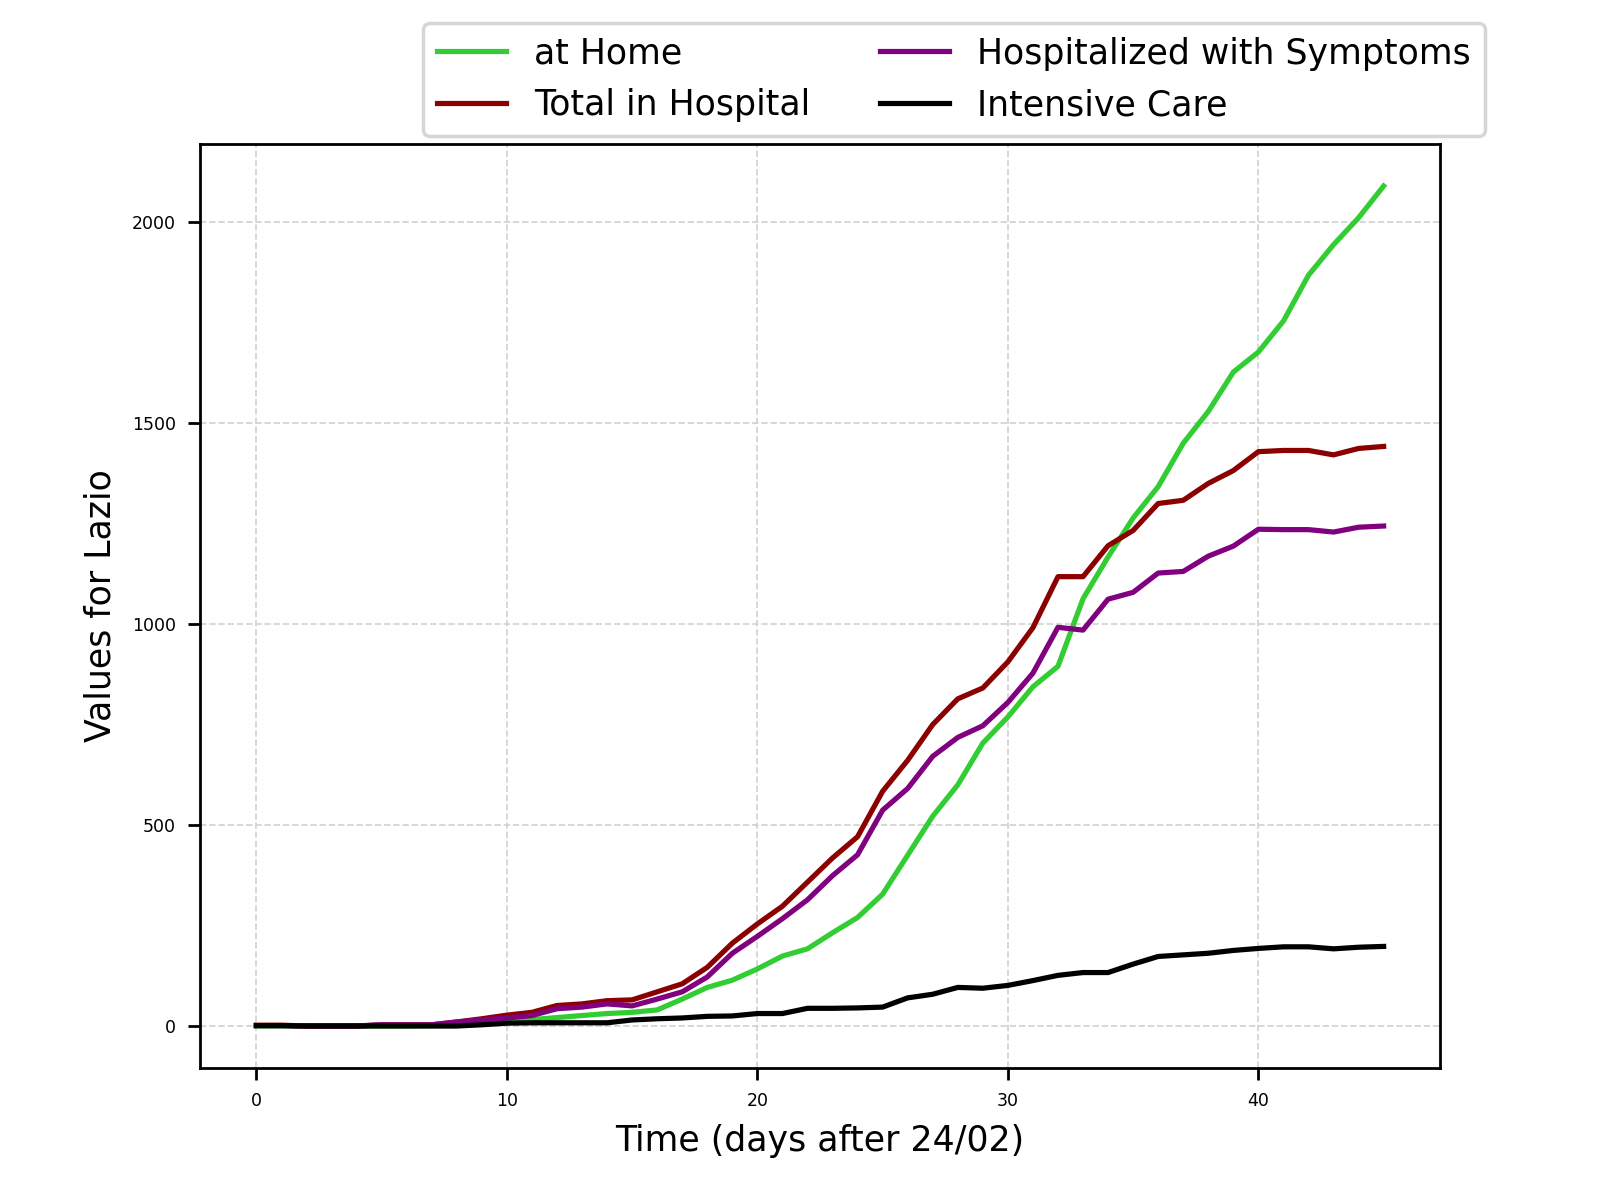 at Home
Total in Hospital
Hospitalized with Symptoms
Intensive Care
Values for Lazio
2000
1500
1000
500
0
0 10 20 30 40
Time (days after 24/02)